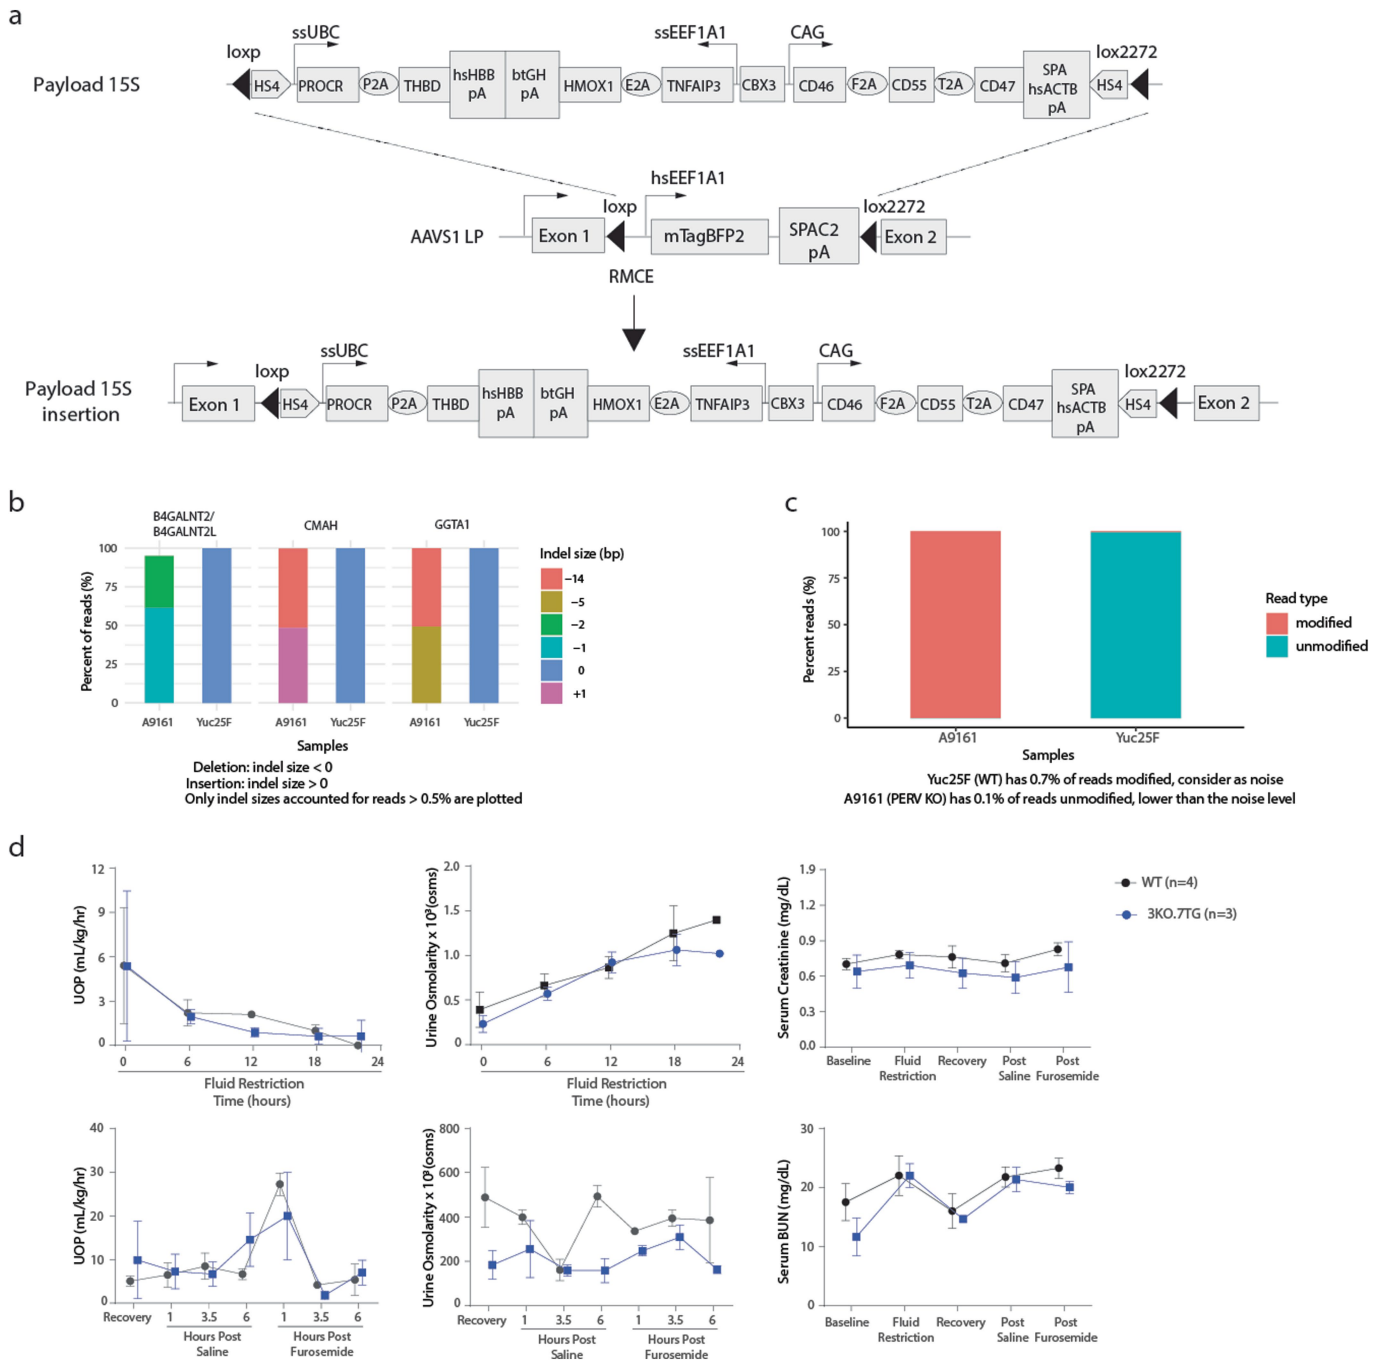 a
ssUBC
ssEEF1A1
CAG
loxp
lox2272
Payload 15S
HS4
PROCR
P2A
THBD
hsHBB
pA
btGH
pA
HMOX1
E2A
TNFAIP3
CBX3
CD46
F2A
CD55
T2A
CD47
SPA
hsACTB
pA
HS4
hsEEF1A1
loxp
lox2272
AAVS1 LP
Exon 1
mTagBFP2
SPAC2
pA
Exon 2
RMCE
ssUBC
ssEEF1A1
CAG
loxp
lox2272
Payload 15S
insertion
Exon 1
HS4
PROCR
P2A
THBD
hsHBB
pA
btGH
pA
HMOX1
E2A
TNFAIP3
CBX3
CD46
F2A
CD55
T2A
CD47
SPA
hsACTB
pA
HS4
Exon 2
b
B4GALNT2/
B4GALNT2L
CMAH
GGTA1
Percent of reads (%)
100
75
50
25
0
A9161
Yuc25F
A9161
Yuc25F
A9161
Yuc25F
Samples
Indel size (bp)
−14
−5
−2
−1
0
+1
Deletion: indel size < 0
Insertion: indel size > 0
Only indel sizes accounted for reads > 0.5% are plotted
c
Percent reads (%)
100
75
50
25
0
A9161
Yuc25F
Samples
Read type
modified
unmodified
Yuc25F (WT) has 0.7% of reads modified, consider as noise
A9161 (PERV KO) has 0.1% of reads unmodified, lower than the noise level
d
UOP (mL/kg/hr)
12
9
6
3
0
0
6
12
18
24
Fluid Restriction
Time (hours)
Urine Osmolarity x 10³(osms)
2.0
1.5
1.0
0.5
0
0
6
12
18
24
Fluid Restriction
Time (hours)
Serum Creatinine (mg/dL)
1.9
1.2
0.9
0.6
0.3
0.0
Baseline
Fluid
Restriction
Recovery
Post
Saline
Post
Furosemide
WT (n=4)
3KO.7TG (n=3)
UOP (mL/kg/hr)
40
30
20
10
0
Recovery
1
3.5
6
1
3.5
6
Hours Post
Saline
Hours Post
Furosemide
Urine Osmolarity x 10³(osms)
800
600
400
200
0
Recovery
1
3.5
6
1
3.5
6
Hours Post
Saline
Hours Post
Furosemide
Serum BUN (mg/dL)
30
20
10
0
Baseline
Fluid
Restriction
Recovery
Post
Saline
Post
Furosemide